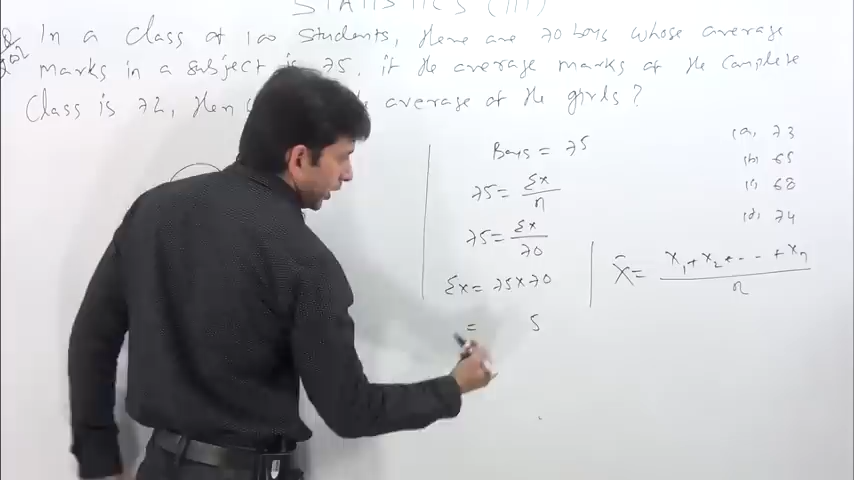 STATISTICS (III)
Q In a class of 100 students, there are 70 boys whose average
marks in a subject is 75. if the average marks of the complete
class is 72, then average of the girls?
Boys = 75
75 = Σx/n
75 = Σx/70
Σx = 75x70
= 5
(a) 73
(b) 65
(c) 68
(d) 74
X̄ = x₁+x₂+--+xₙ/n